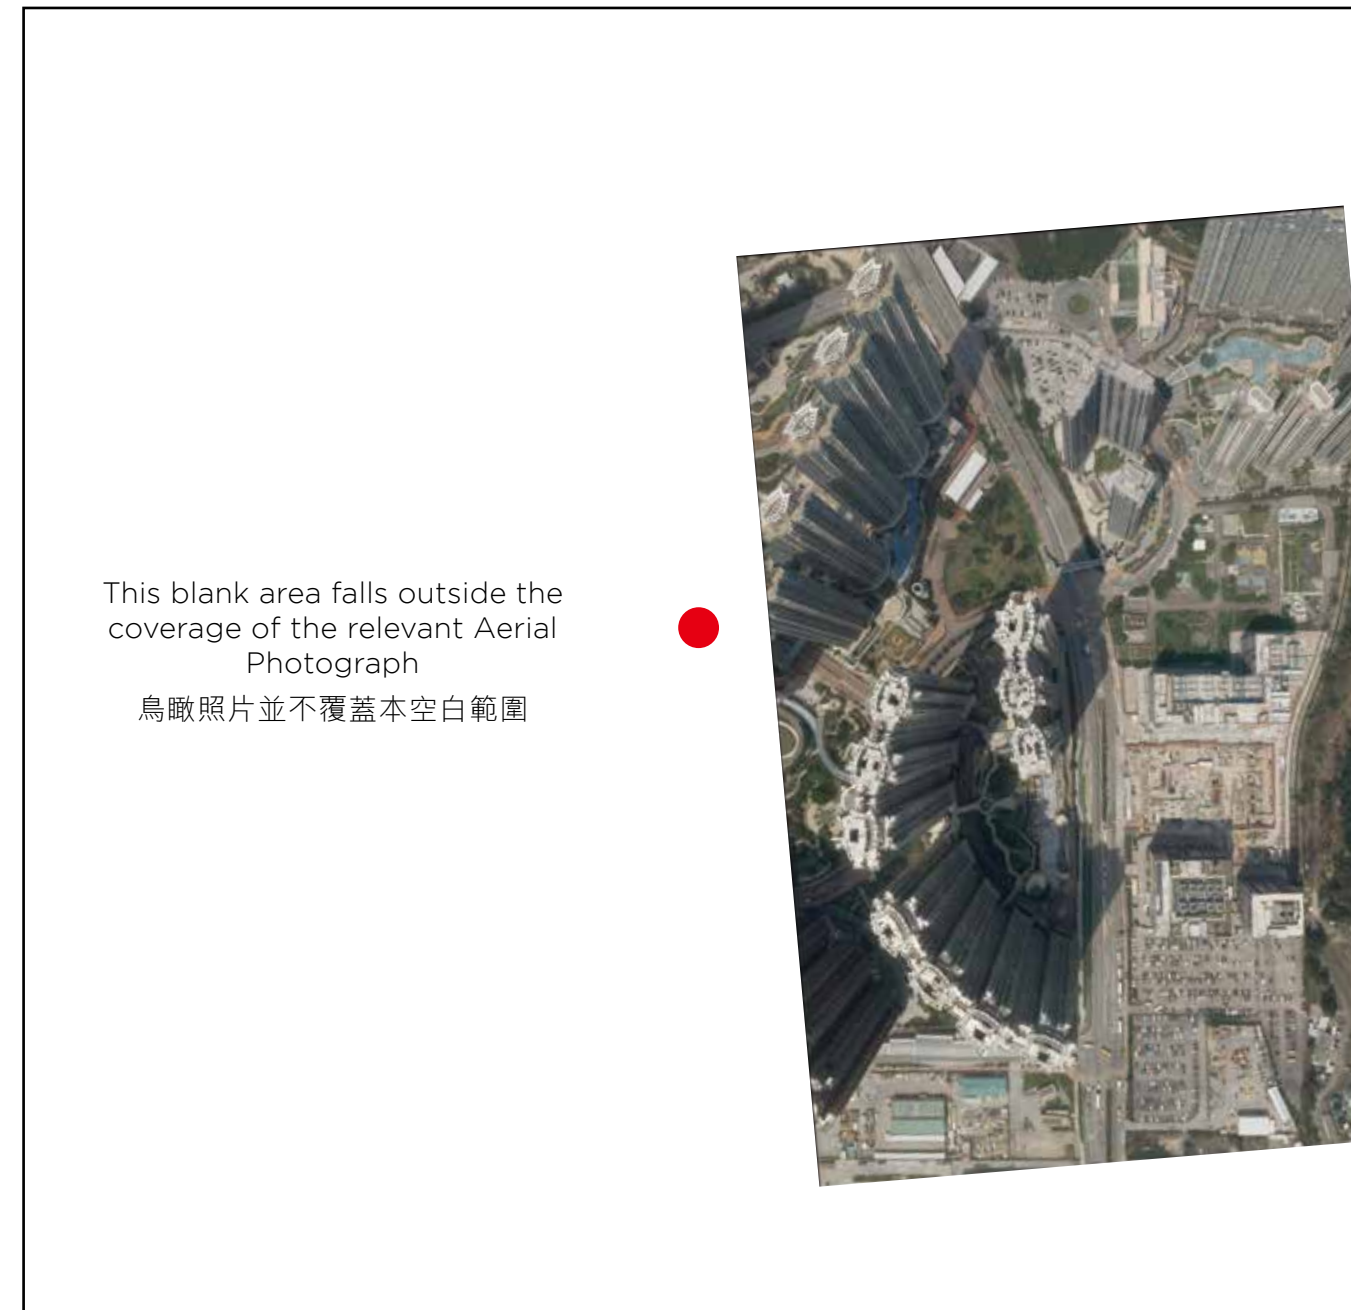 This blank area falls outside the
coverage of the relevant Aerial
Photograph
鳥瞰照片並不覆蓋本空白範圍